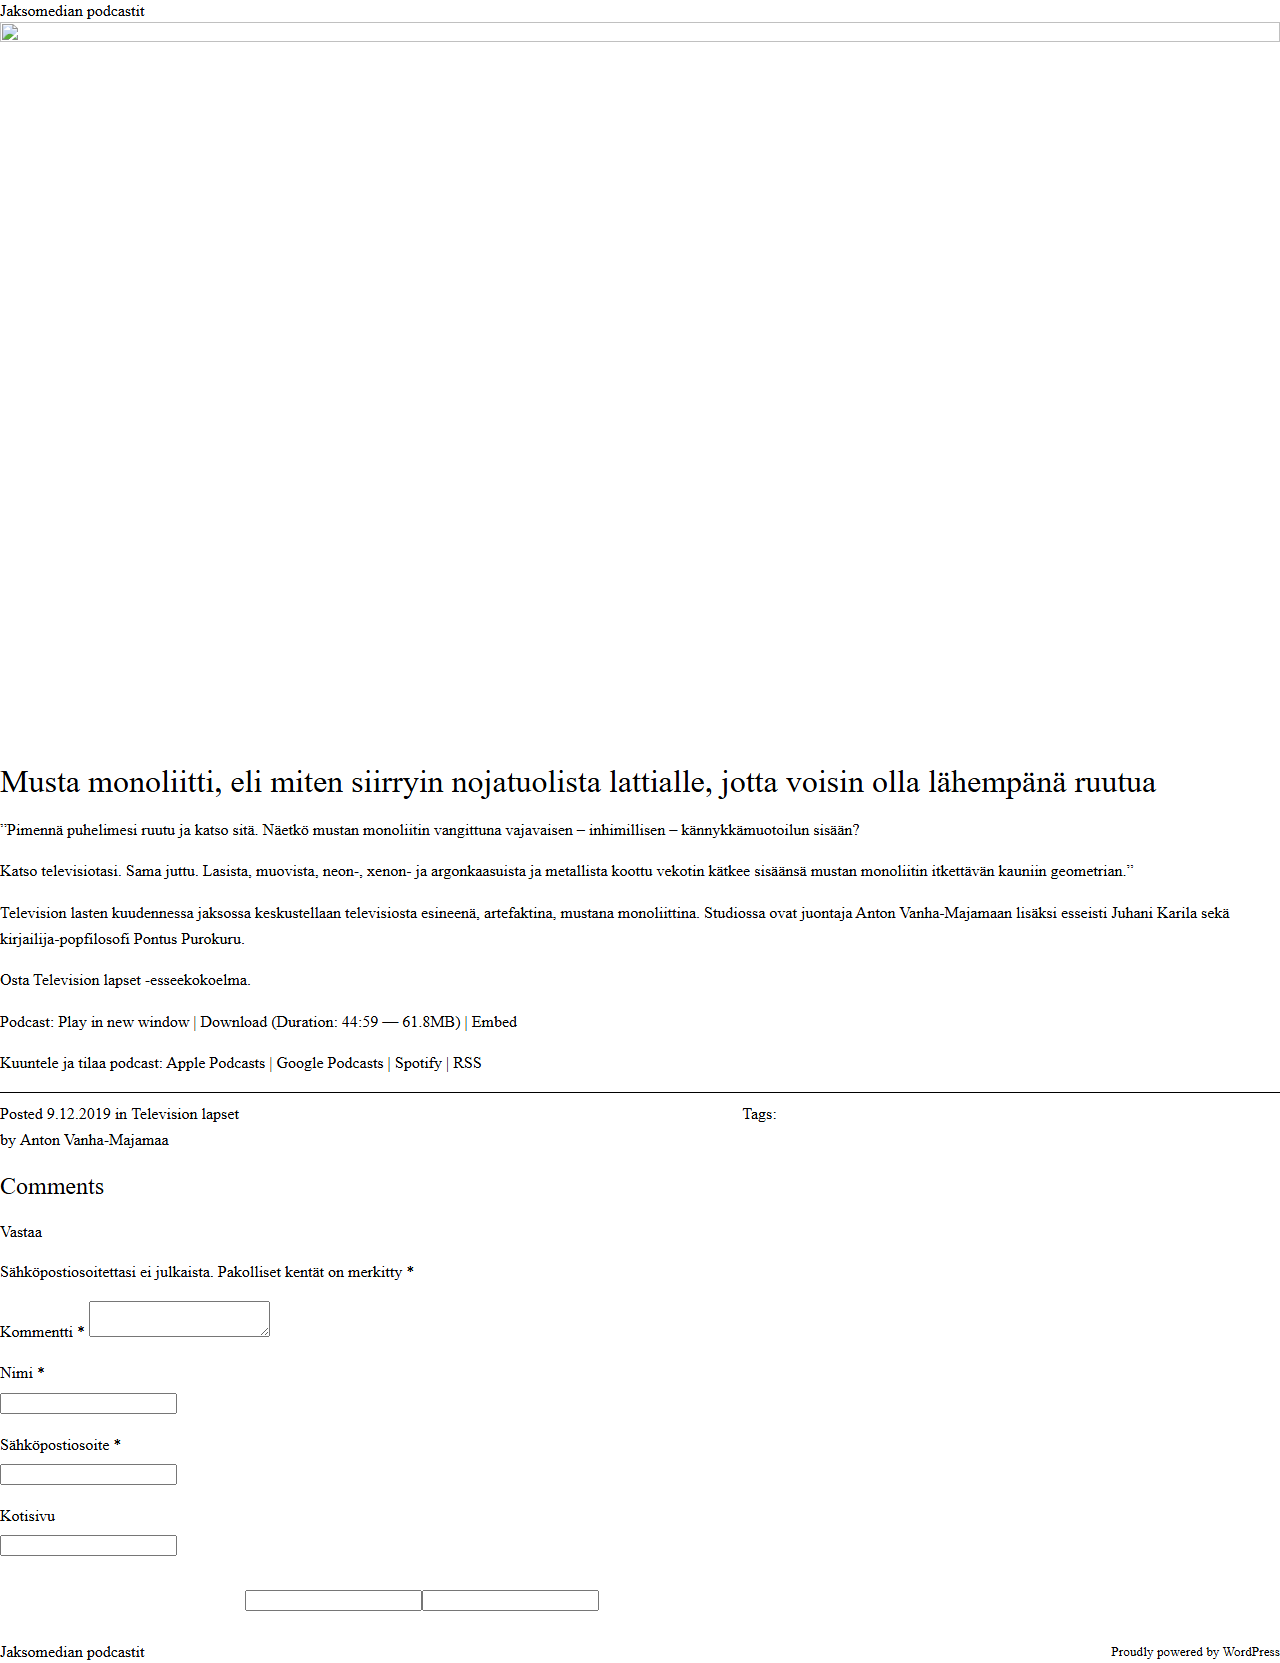 Jaksomedian podcastit
Musta monoliitti, eli miten siirryin nojatuolista lattialle, jotta voisin olla lähempänä ruutua
”Pimennä puhelimesi ruutu ja katso sitä. Näetkö mustan monoliitin vangittuna vajavaisen – inhimillisen – kännykkämuotoilun sisään?
Katso televisiotasi. Sama juttu. Lasista, muovista, neon-, xenon- ja argonkaasuista ja metallista koottu vekotin kätkee sisäänsä mustan monoliitin itkettävän kauniin geometrian.”
Television lasten kuudennessa jaksossa keskustellaan televisiosta esineenä, artefaktina, mustana monoliittina. Studiossa ovat juontaja Anton Vanha-Majamaan lisäksi esseisti Juhani Karila sekä
kirjailija-popfilosofi Pontus Purokuru.
Osta Television lapset -esseekokoelma.
Podcast: Play in new window | Download (Duration: 44:59 — 61.8MB) | Embed
Kuuntele ja tilaa podcast: Apple Podcasts | Google Podcasts | Spotify | RSS
Posted 9.12.2019 in Television lapset
by Anton Vanha-Majamaa
Tags:
Comments
Vastaa
Sähköpostiosoitettasi ei julkaista. Pakolliset kentät on merkitty *
Kommentti *
Nimi *
Sähköpostiosoite *
Kotisivu
Jaksomedian podcastit
Proudly powered by WordPress